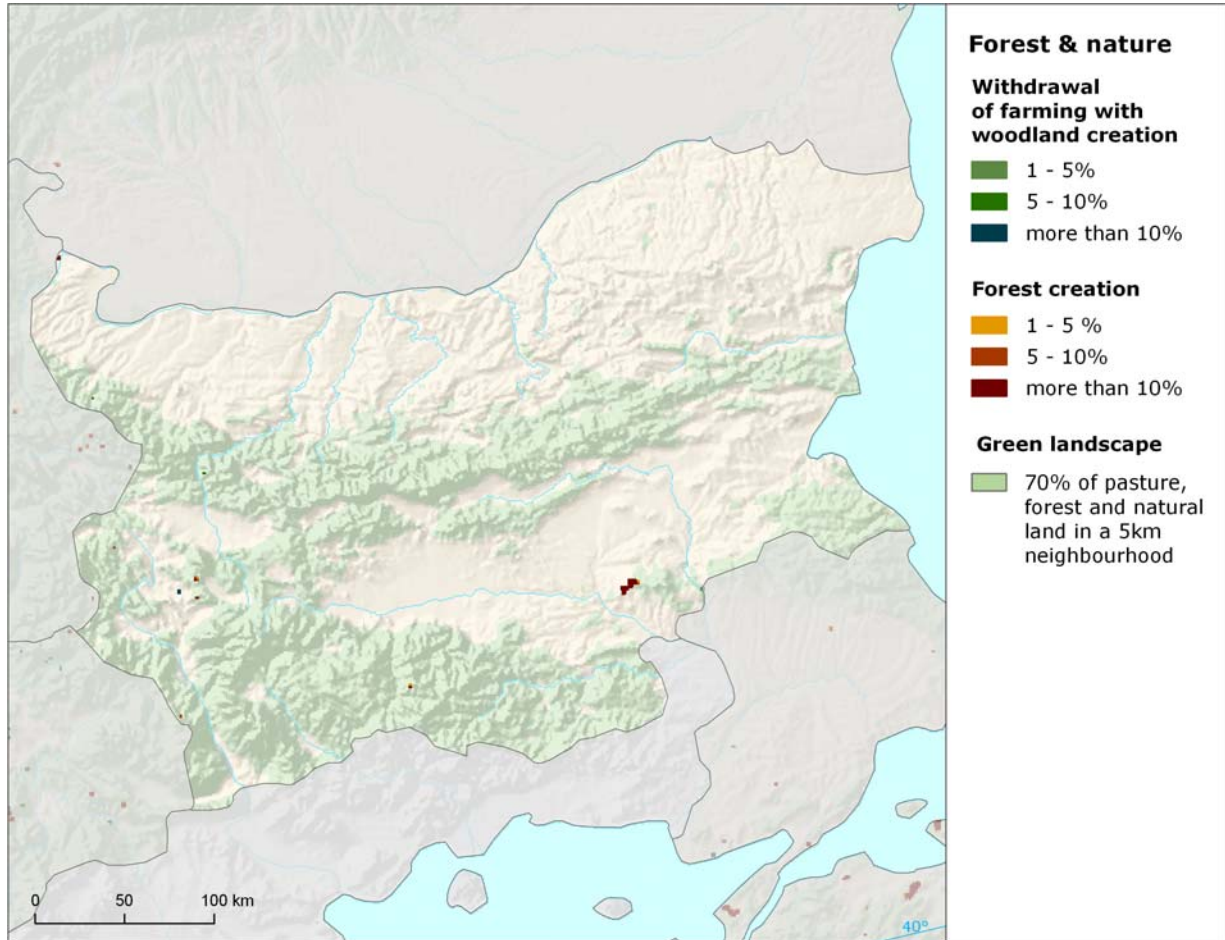 Forest & nature
Withdrawal
of farming with
woodland creation
1 - 5%
5 - 10%
more than 10%
Forest creation
1 - 5 %
5 - 10%
more than 10%
Green landscape
70% of pasture,
forest and natural
land in a 5km
neighbourhood
0 50 100 km
40°